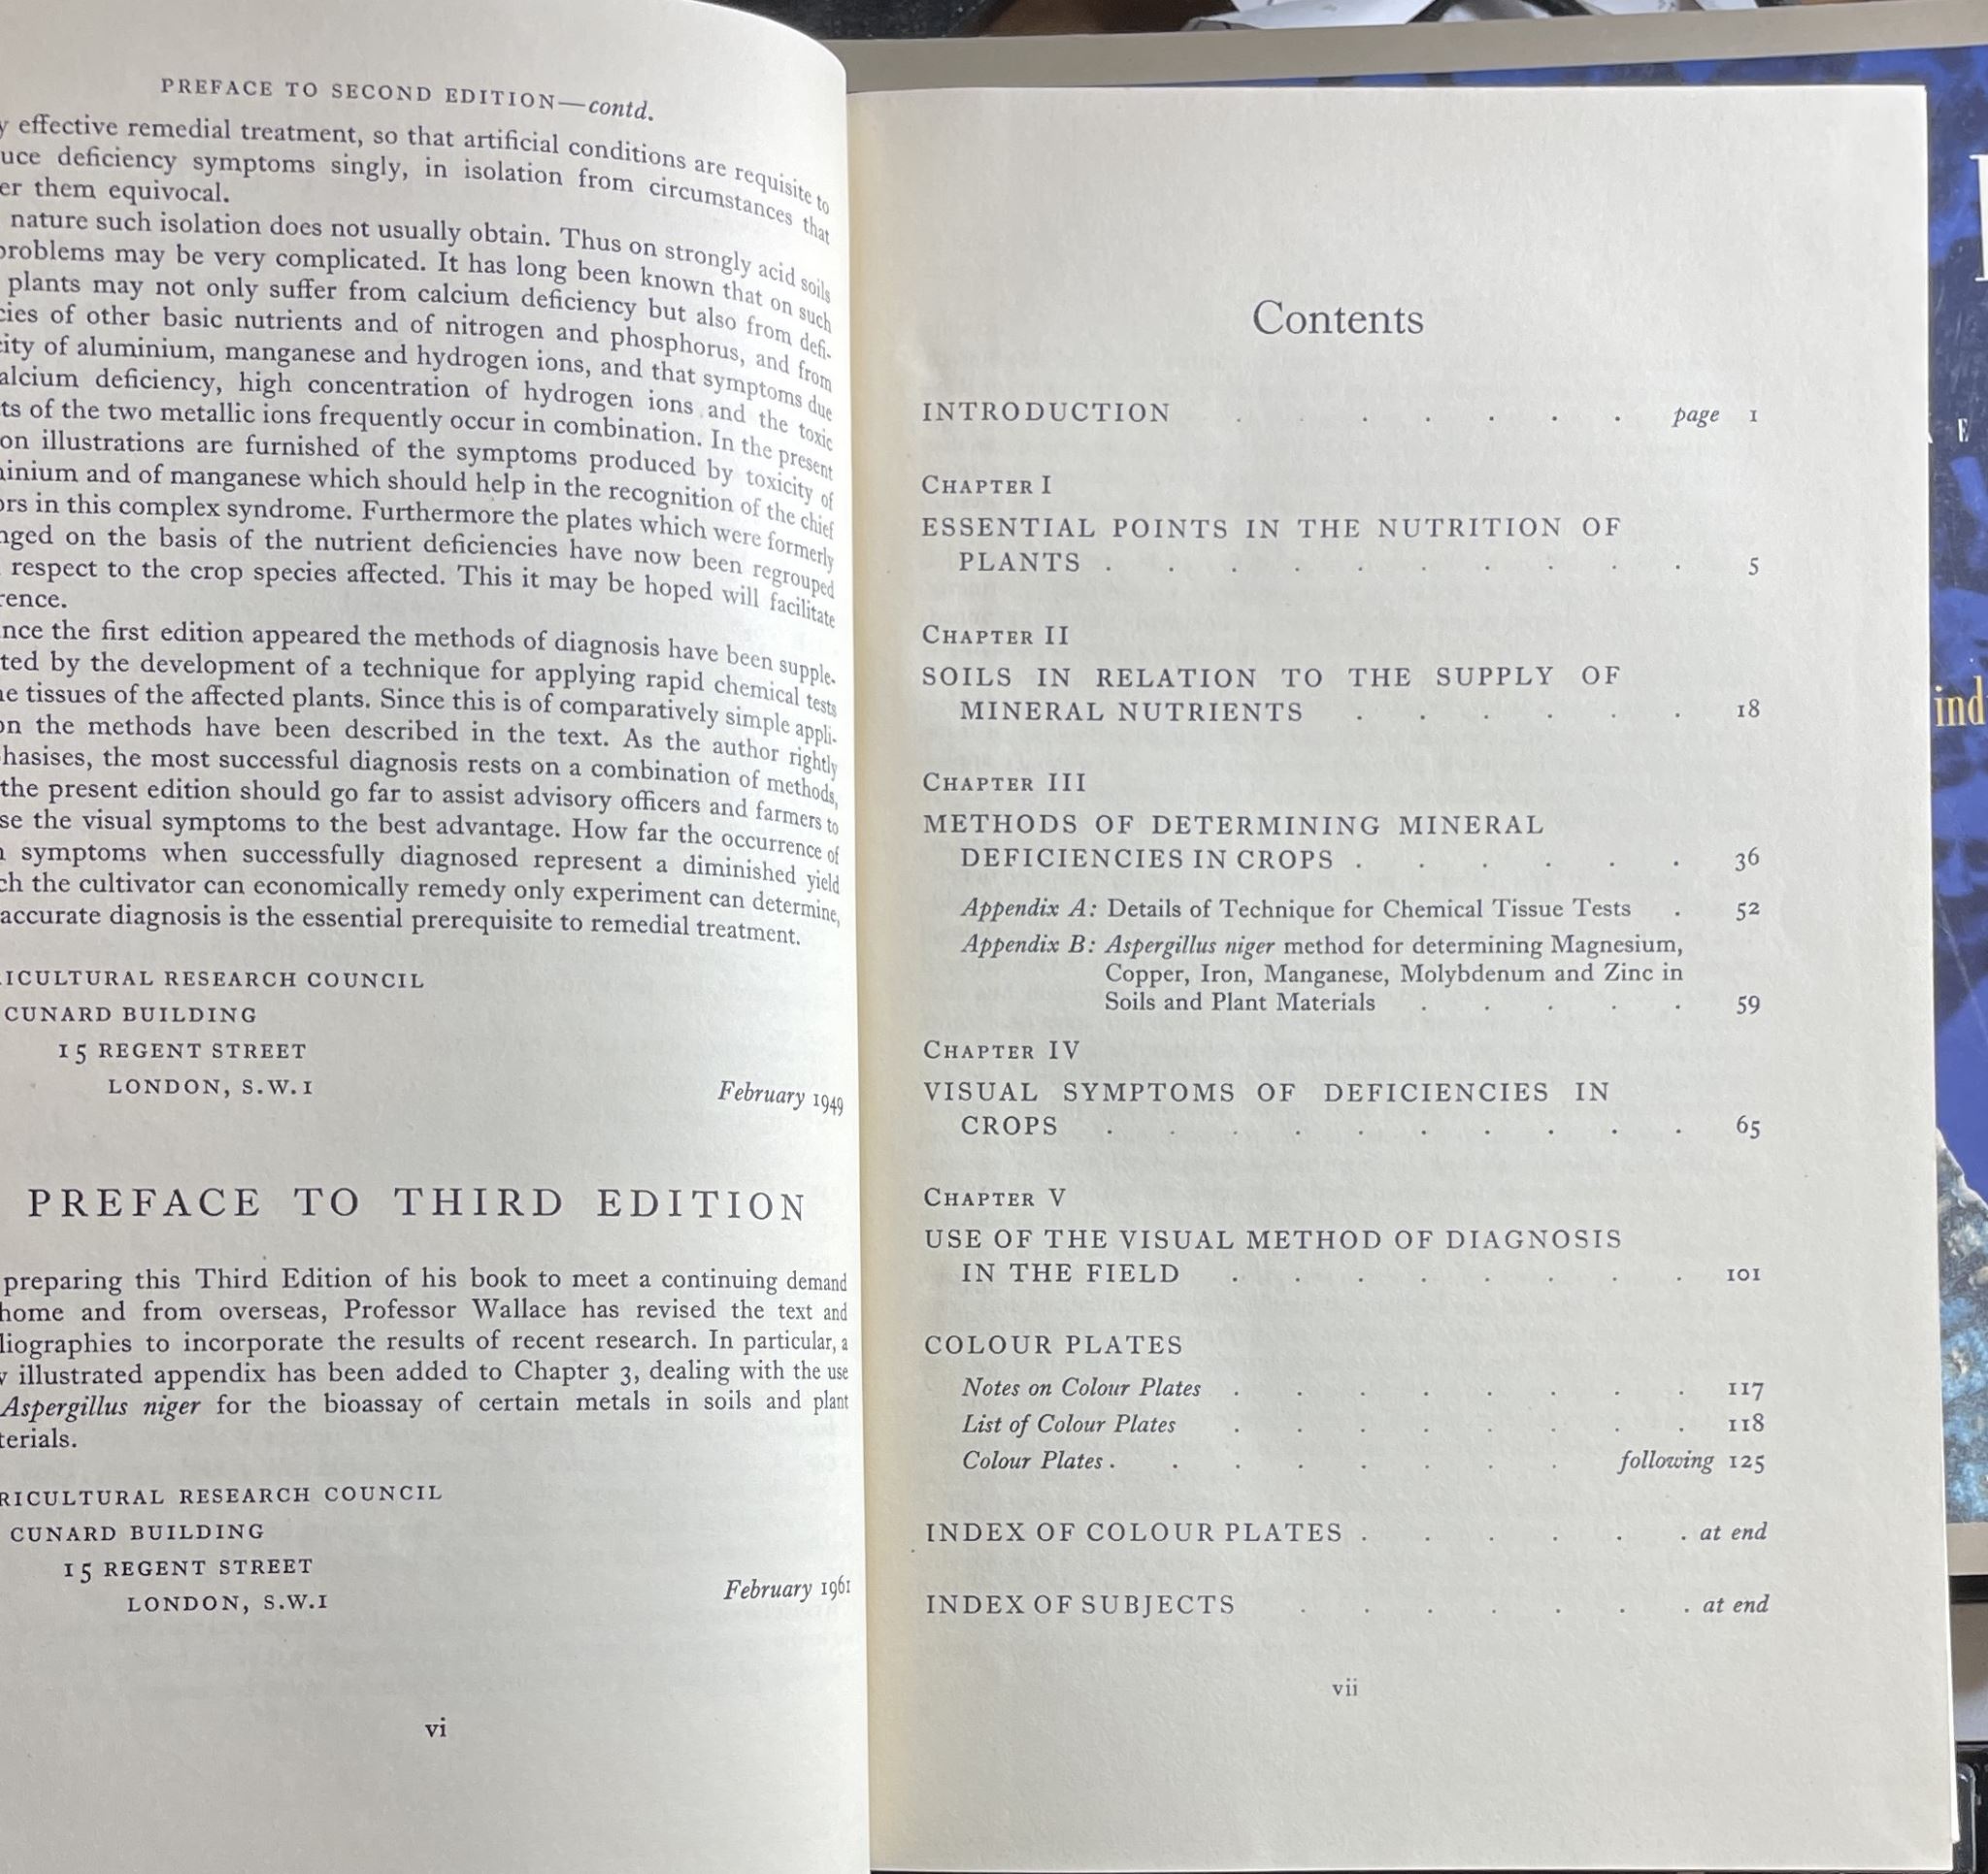 PREFACE TO SECOND EDITION—contd.
effective remedial treatment, so that artificial conditions are requisite to
deficiency symptoms singly, in isolation from circumstances that
them equivocal.
nature such isolation does not usually obtain. Thus on strongly acid soils
problems may be very complicated. It has long been known that on such
plants may not only suffer from calcium deficiency but also from defi-
of other basic nutrients and of nitrogen and phosphorus, and from
of aluminium, manganese and hydrogen ions, and that symptoms due
calcium deficiency, high concentration of hydrogen ions and the toxic
of the two metallic ions frequently occur in combination. In the present
illustrations are furnished of the symptoms produced by toxicity of
and of manganese which should help in the recognition of the chief
in this complex syndrome. Furthermore the plates which were formerly
on the basis of the nutrient deficiencies have now been regrouped
respect to the crop species affected. This it may be hoped will facilitate
the first edition appeared the methods of diagnosis have been supple-
by the development of a technique for applying rapid chemical tests
tissues of the affected plants. Since this is of comparatively simple appli-
the methods have been described in the text. As the author rightly
the most successful diagnosis rests on a combination of methods,
the present edition should go far to assist advisory officers and farmers to
the visual symptoms to the best advantage. How far the occurrence of
symptoms when successfully diagnosed represent a diminished yield
the cultivator can economically remedy only experiment can determine,
accurate diagnosis is the essential prerequisite to remedial treatment.
RESEARCH COUNCIL
CUNARD BUILDING
15 REGENT STREET
LONDON, S.W.1 February 1949
PREFACE TO THIRD EDITION
preparing this Third Edition of his book to meet a continuing demand
home and from overseas, Professor Wallace has revised the text and
to incorporate the results of recent research. In particular, a
illustrated appendix has been added to Chapter 3, dealing with the use
Aspergillus niger for the bioassay of certain metals in soils and plant
RESEARCH COUNCIL
CUNARD BUILDING
15 REGENT STREET
LONDON, S.W.1 February 1961
vi
Contents
INTRODUCTION . . . . . . . page 1
CHAPTER I
ESSENTIAL POINTS IN THE NUTRITION OF
PLANTS . . . . . . . . . . 5
CHAPTER II
SOILS IN RELATION TO THE SUPPLY OF
MINERAL NUTRIENTS . . . . . . 18
CHAPTER III
METHODS OF DETERMINING MINERAL
DEFICIENCIES IN CROPS . . . . . . 36
Appendix A: Details of Technique for Chemical Tissue Tests . 52
Appendix B: Aspergillus niger method for determining Magnesium,
Copper, Iron, Manganese, Molybdenum and Zinc in
Soils and Plant Materials . . . . . 59
CHAPTER IV
VISUAL SYMPTOMS OF DEFICIENCIES IN
CROPS . . . . . . . . . . 65
CHAPTER V
USE OF THE VISUAL METHOD OF DIAGNOSIS
IN THE FIELD . . . . . . . . 101
COLOUR PLATES
Notes on Colour Plates . . . . . . . . 117
List of Colour Plates . . . . . . . . 118
Colour Plates . . . . . . . . following 125
INDEX OF COLOUR PLATES . . . . . . at end
INDEX OF SUBJECTS . . . . . . . at end
vii